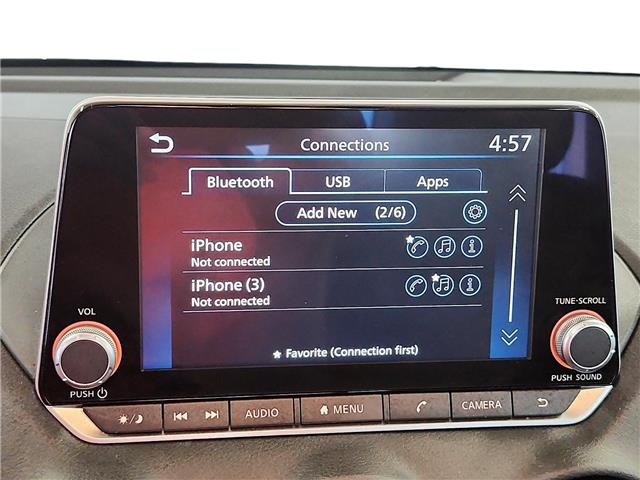 Connections
4:57
Bluetooth
USB
Apps
Add New (2/6)
iPhone
Not connected
iPhone (3)
Not connected
Favorite (Connection first)
VOL
PUSH
TUNE-SCROLL
PUSH SOUND
AUDIO
MENU
CAMERA